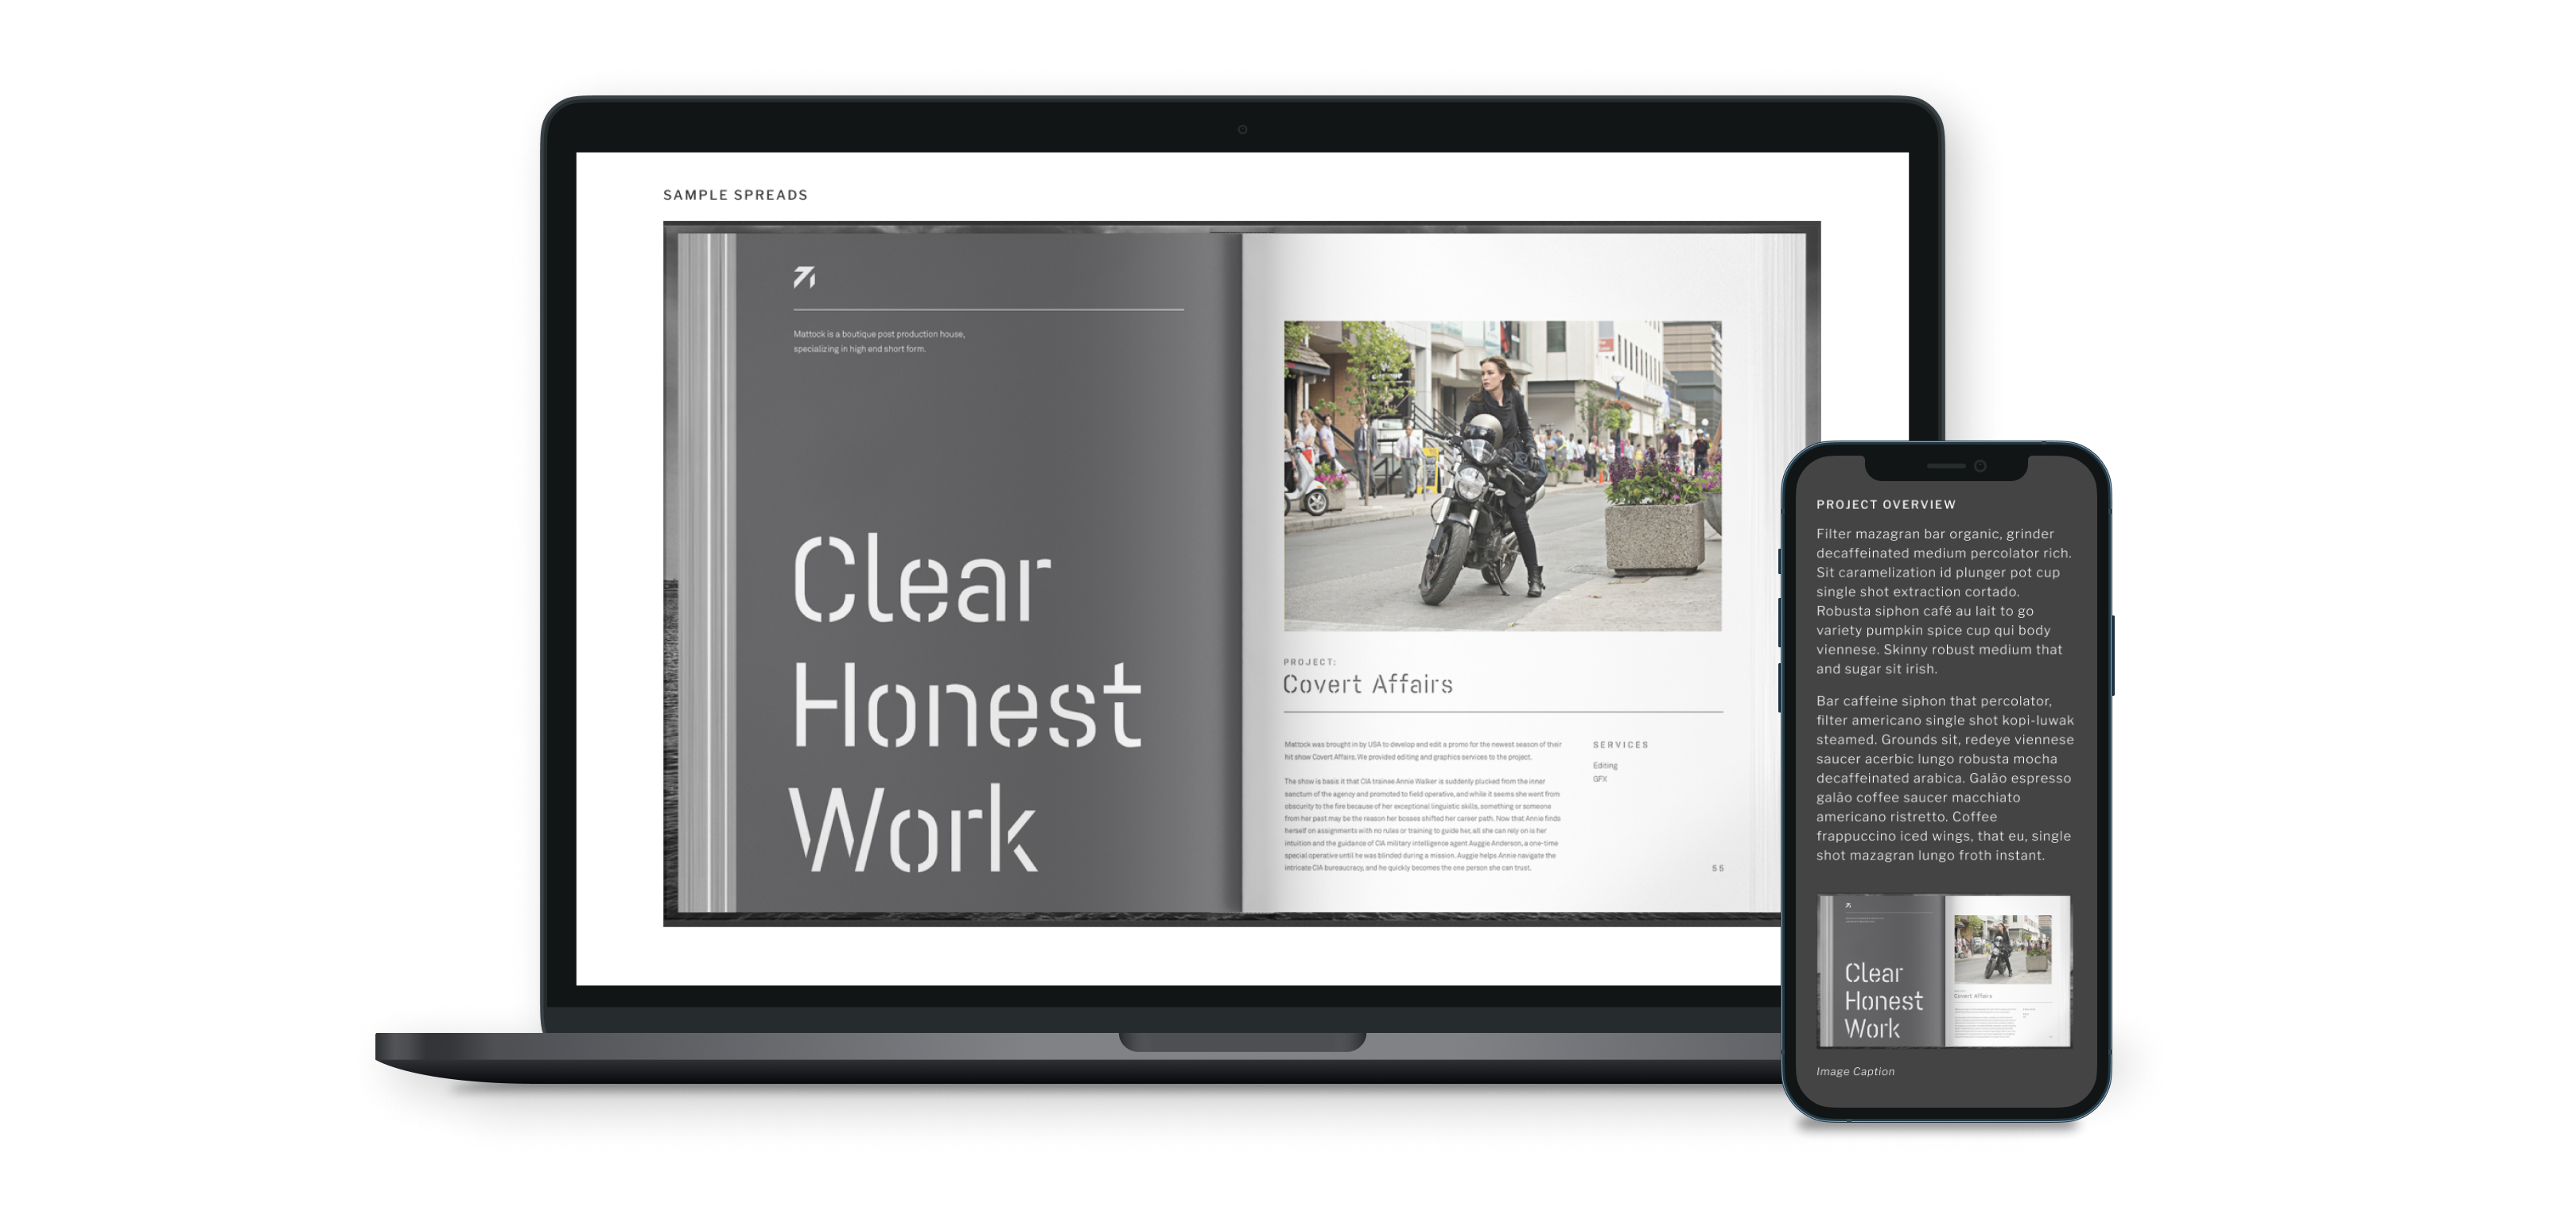 SAMPLE SPREADS
Mattock is a boutique post production house,
specializing in high end short form.
Clear
Honest
Work
PROJECT:
Covert Affairs
Mattock was brought in by USA to develop and edit a promo for the newest season of their
hit show Covert Affairs. We provided editing and graphics services to the project.
The show is basis it that CIA trainee Annie Walker is suddenly plucked from the inner
sanctum of the agency and promoted to field operative, and while it seems she went from
obscurity to the fire because of her exceptional linguistic skills, something or someone
from her past may be the reason her bosses shifted her career path. Now that Annie finds
herself on assignments with no rules or training to guide her, all she can rely on is her
intuition and the guidance of CIA military intelligence agent Auggie Anderson, a one-time
special operative until he was blinded during a mission. Auggie helps Annie navigate the
intricate CIA bureaucracy, and he quickly becomes the one person she can trust.
SERVICES
Editing
GFX
55
PROJECT OVERVIEW
Filter mazagran bar organic, grinder
decaffeinated medium percolator rich.
Sit caramelization id plunger pot cup
single shot extraction cortado.
Robusta siphon café au lait to go
variety pumpkin spice cup qui body
viennese. Skinny robust medium that
and sugar sit irish.
Bar caffeine siphon that percolator,
filter americano single shot kopi-luwak
steamed. Grounds sit, redeye viennese
saucer acerbic lungo robusta mocha
decaffeinated arabica. Galão espresso
galão coffee saucer macchiato
americano ristretto. Coffee
frappuccino iced wings, that eu, single
shot mazagran lungo froth instant.
Clear
Honest
Work
Covert Affairs
Image Caption